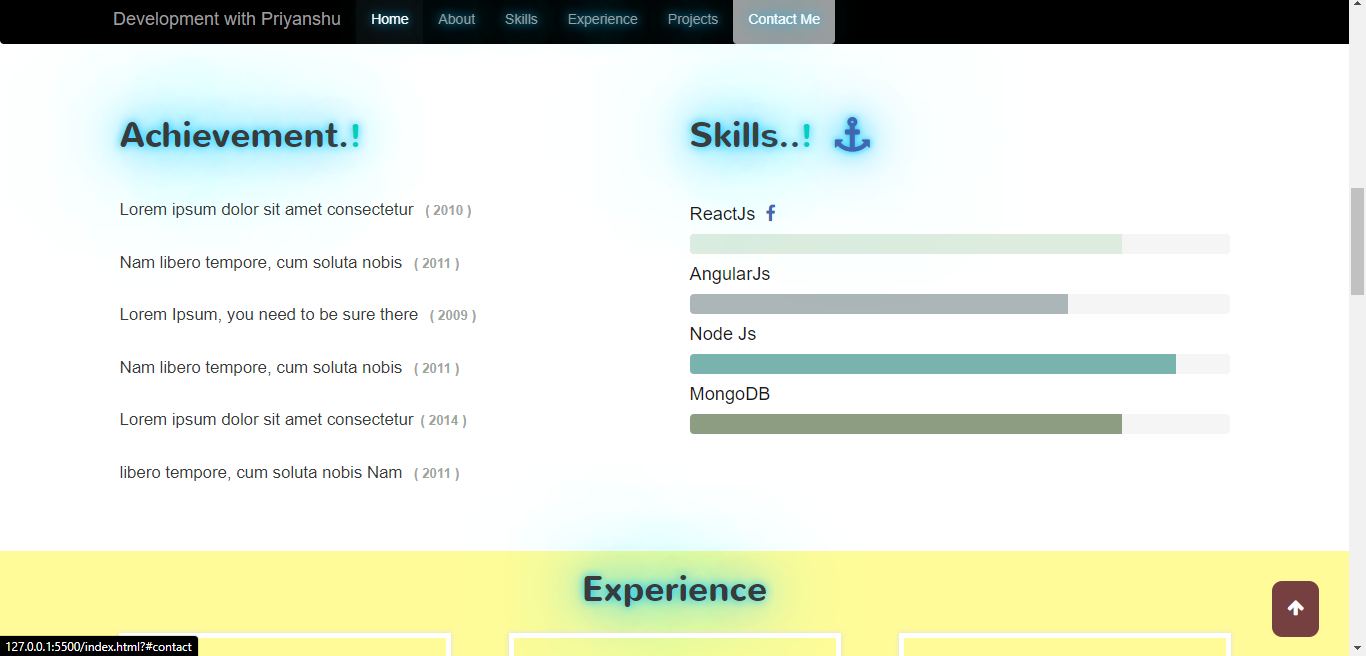 Development with Priyanshu Home About Skills Experience Projects Contact Me
Achievement.!
Lorem ipsum dolor sit amet consectetur ( 2010 )
Nam libero tempore, cum soluta nobis ( 2011 )
Lorem Ipsum, you need to be sure there ( 2009 )
Nam libero tempore, cum soluta nobis ( 2011 )
Lorem ipsum dolor sit amet consectetur ( 2014 )
libero tempore, cum soluta nobis Nam ( 2011 )
Skills..!
ReactJs
AngularJs
Node Js
MongoDB
Experience
127.0.0.1:5500/index.html?#contact